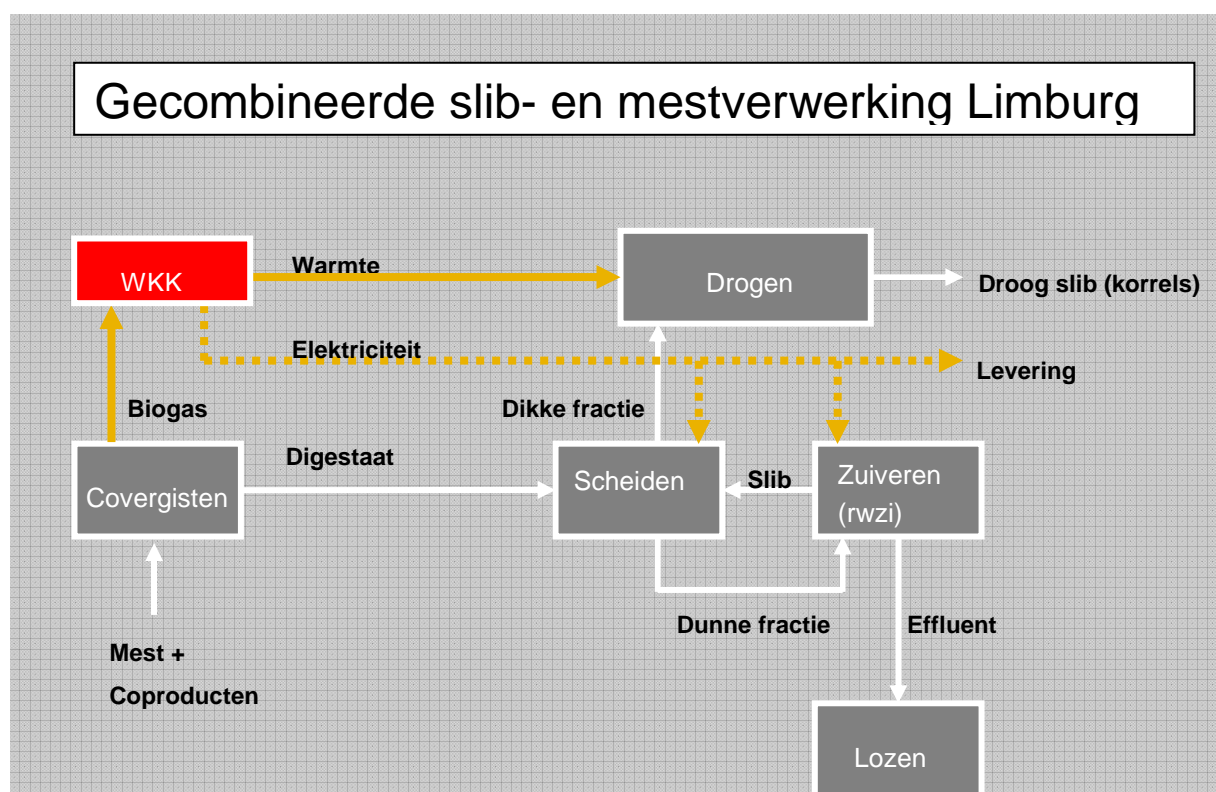 Gecombineerde slib- en mestverwerking Limburg
WKK
Warmte
Drogen
Droog slib (korrels)
Elektriciteit
Levering
Biogas
Dikke fractie
Digestaat
Covergisten
Scheiden
Slib
Zuiveren
(rwzi)
Dunne fractie
Effluent
Mest +
Coproducten
Lozen